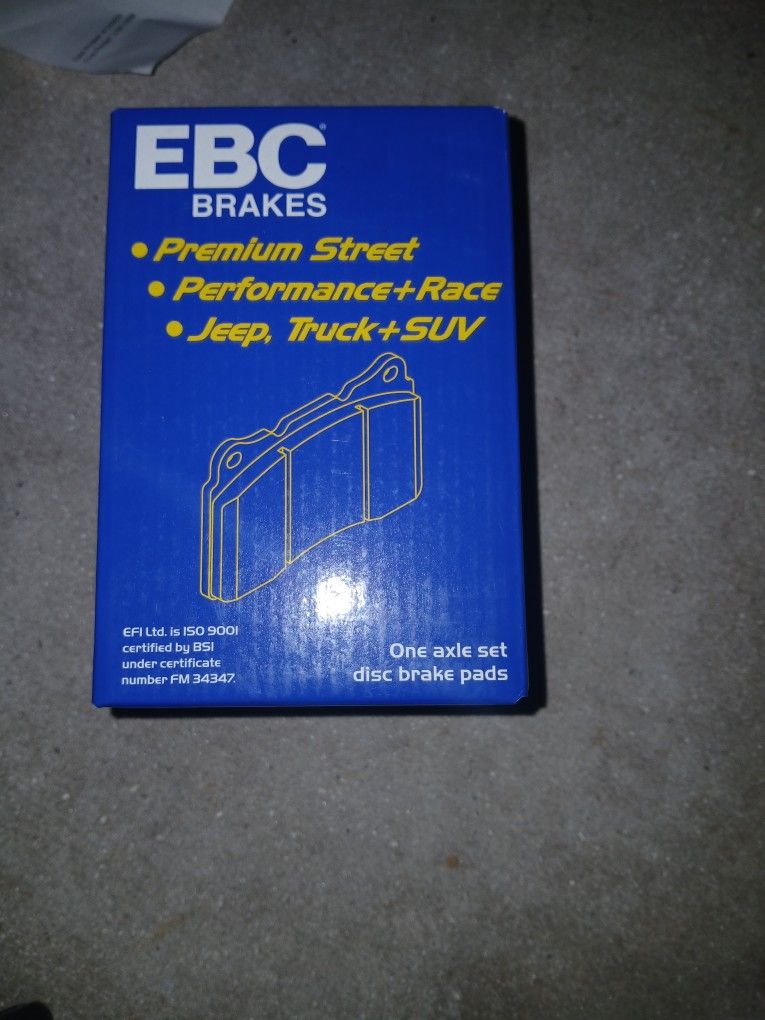 EBC®
BRAKES
• Premium Street
• Performance+Race
• Jeep, Truck+SUV
EFI Ltd. is ISO 9001
certified by BSI
under certificate
number FM 34347.
One axle set
disc brake pads